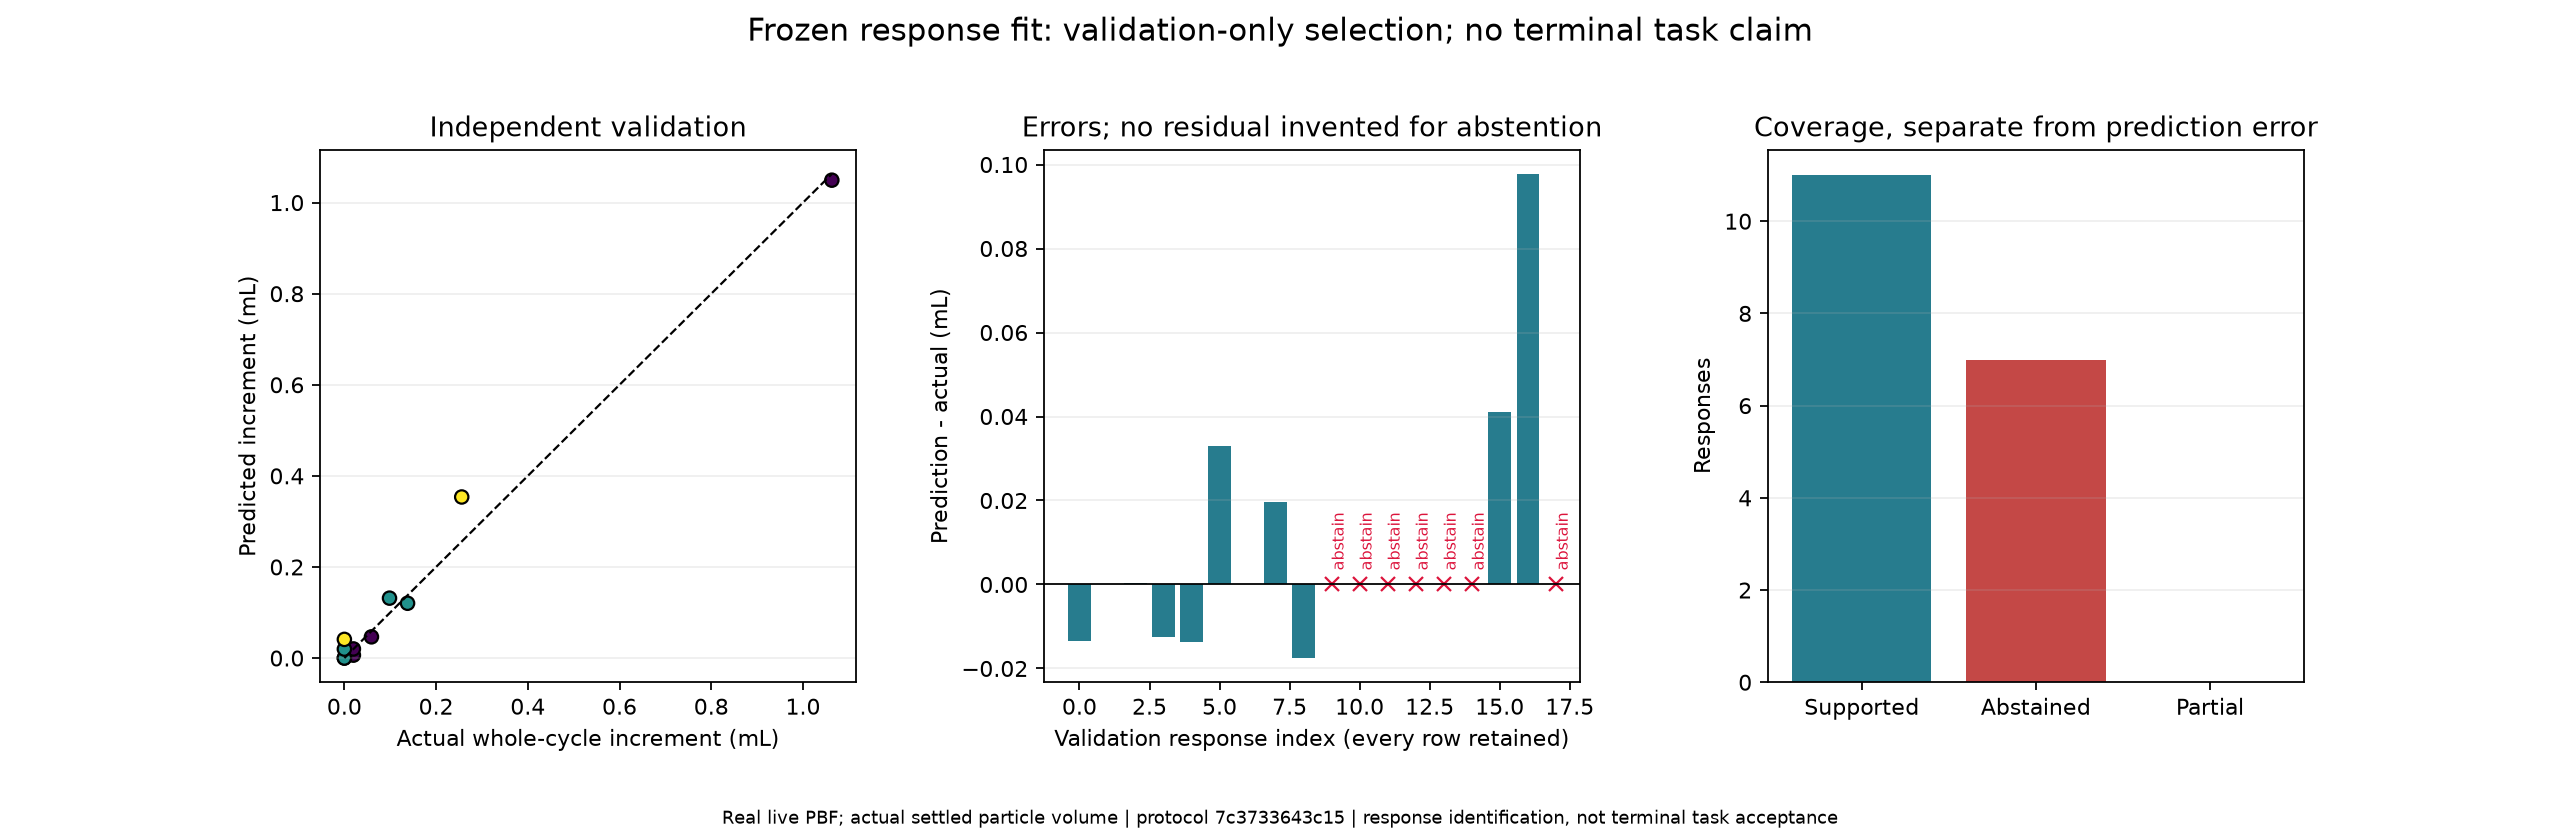 Frozen response fit: validation-only selection; no terminal task claim
Independent validation
Predicted increment (mL)
1.0
0.8
0.6
0.4
0.2
0.0
0.0 0.2 0.4 0.6 0.8 1.0
Actual whole-cycle increment (mL)
Errors; no residual invented for abstention
Prediction - actual (mL)
0.10
0.08
0.06
0.04
0.02
0.00
−0.02
abstain abstain abstain abstain abstain abstain abstain
0.0 2.5 5.0 7.5 10.0 12.5 15.0 17.5
Validation response index (every row retained)
Coverage, separate from prediction error
Responses
10
8
6
4
2
0
Supported Abstained Partial
Real live PBF; actual settled particle volume | protocol 7c3733643c15 | response identification, not terminal task acceptance